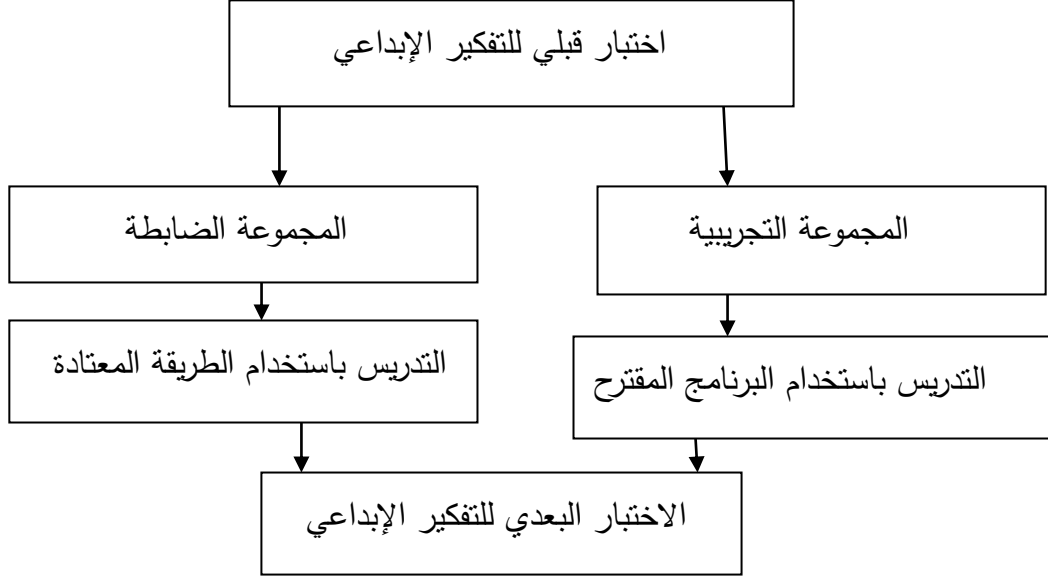 اختبار قبلي للتفكير الإبداعي
المجموعة التجريبية
المجموعة الضابطة
التدريس باستخدام البرنامج المقترح
التدريس باستخدام الطريقة المعتادة
الاختبار البعدي للتفكير الإبداعي